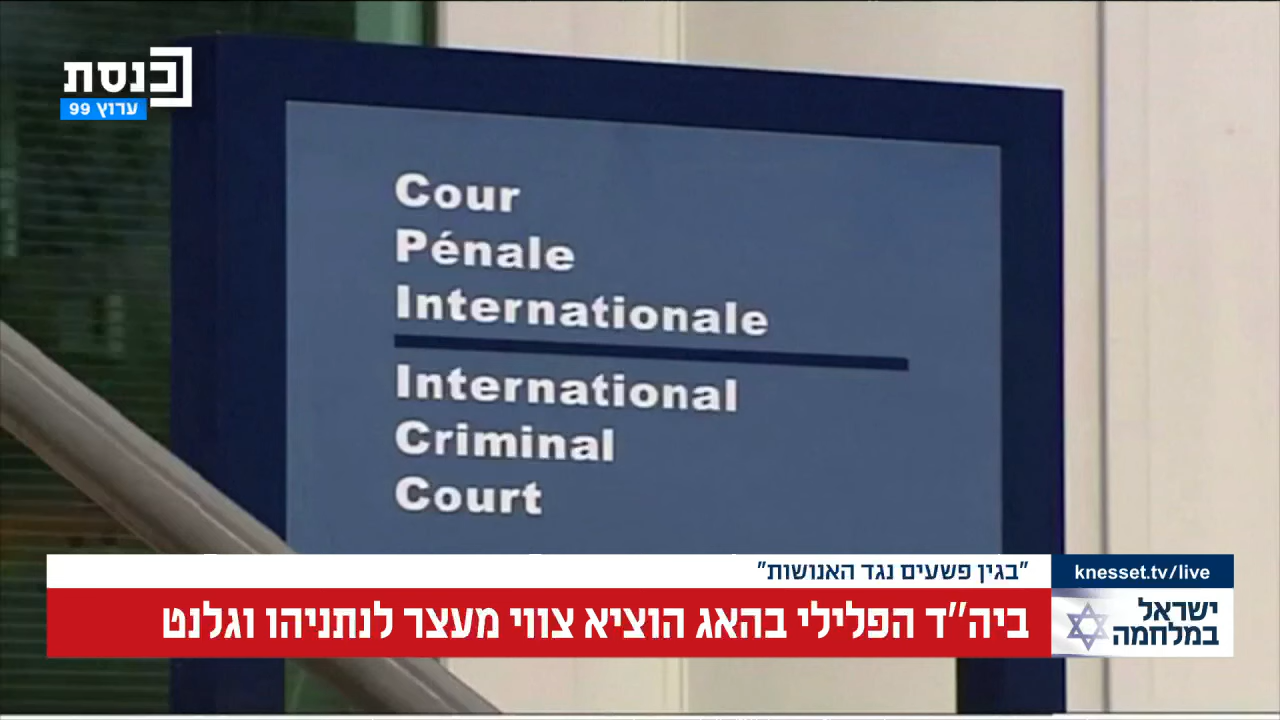 כנסת
ערוץ 99
Cour
Pénale
Internationale
International
Criminal
Court
"בגין פשעים נגד האנושות"
knesset.tv/live
ביה"ד הפלילי בהאג הוציא צווי מעצר לנתניהו וגלנט
ישראל
במלחמה